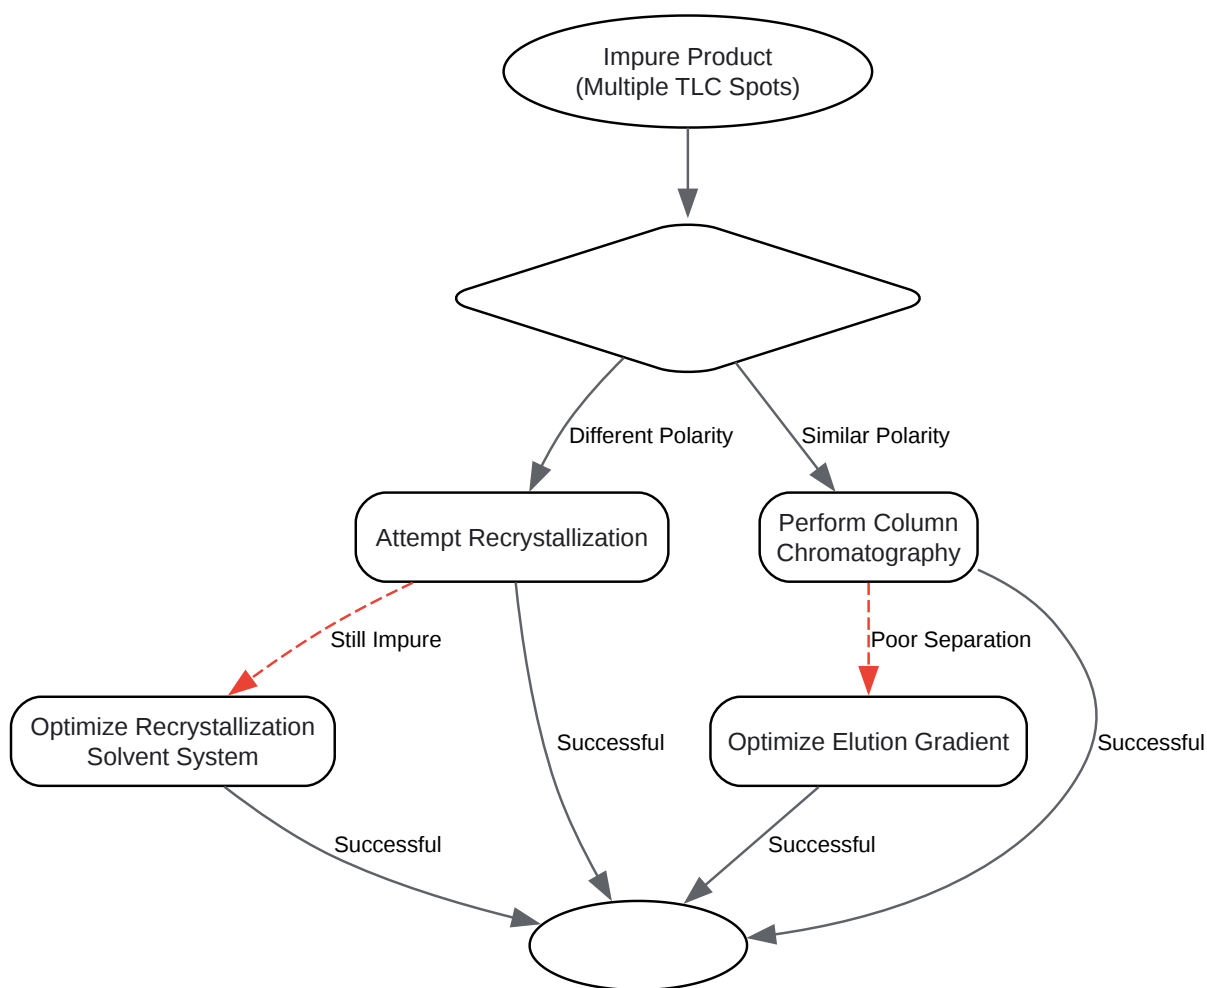 Impure Product
(Multiple TLC Spots)
Different Polarity
Similar Polarity
Attempt Recrystallization
Perform Column
Chromatography
Still Impure
Poor Separation
Optimize Recrystallization
Solvent System
Successful
Optimize Elution Gradient
Successful
Successful
Successful